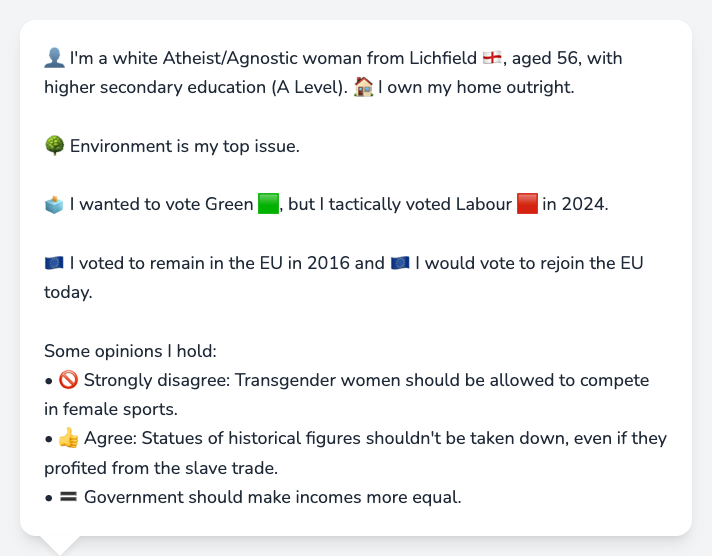 👤 I'm a white Atheist/Agnostic woman from Lichfield 🏴󠁧󠁢󠁥󠁮󠁧󠁿, aged 56, with
higher secondary education (A Level). 🏠 I own my home outright.
🌳 Environment is my top issue.
🗳️ I wanted to vote Green 🟩, but I tactically voted Labour 🟥 in 2024.
🇪🇺 I voted to remain in the EU in 2016 and 🇪🇺 I would vote to rejoin the EU
today.
Some opinions I hold:
• 🚫 Strongly disagree: Transgender women should be allowed to compete
in female sports.
• 👍 Agree: Statues of historical figures shouldn't be taken down, even if they
profited from the slave trade.
• 🟰 Government should make incomes more equal.